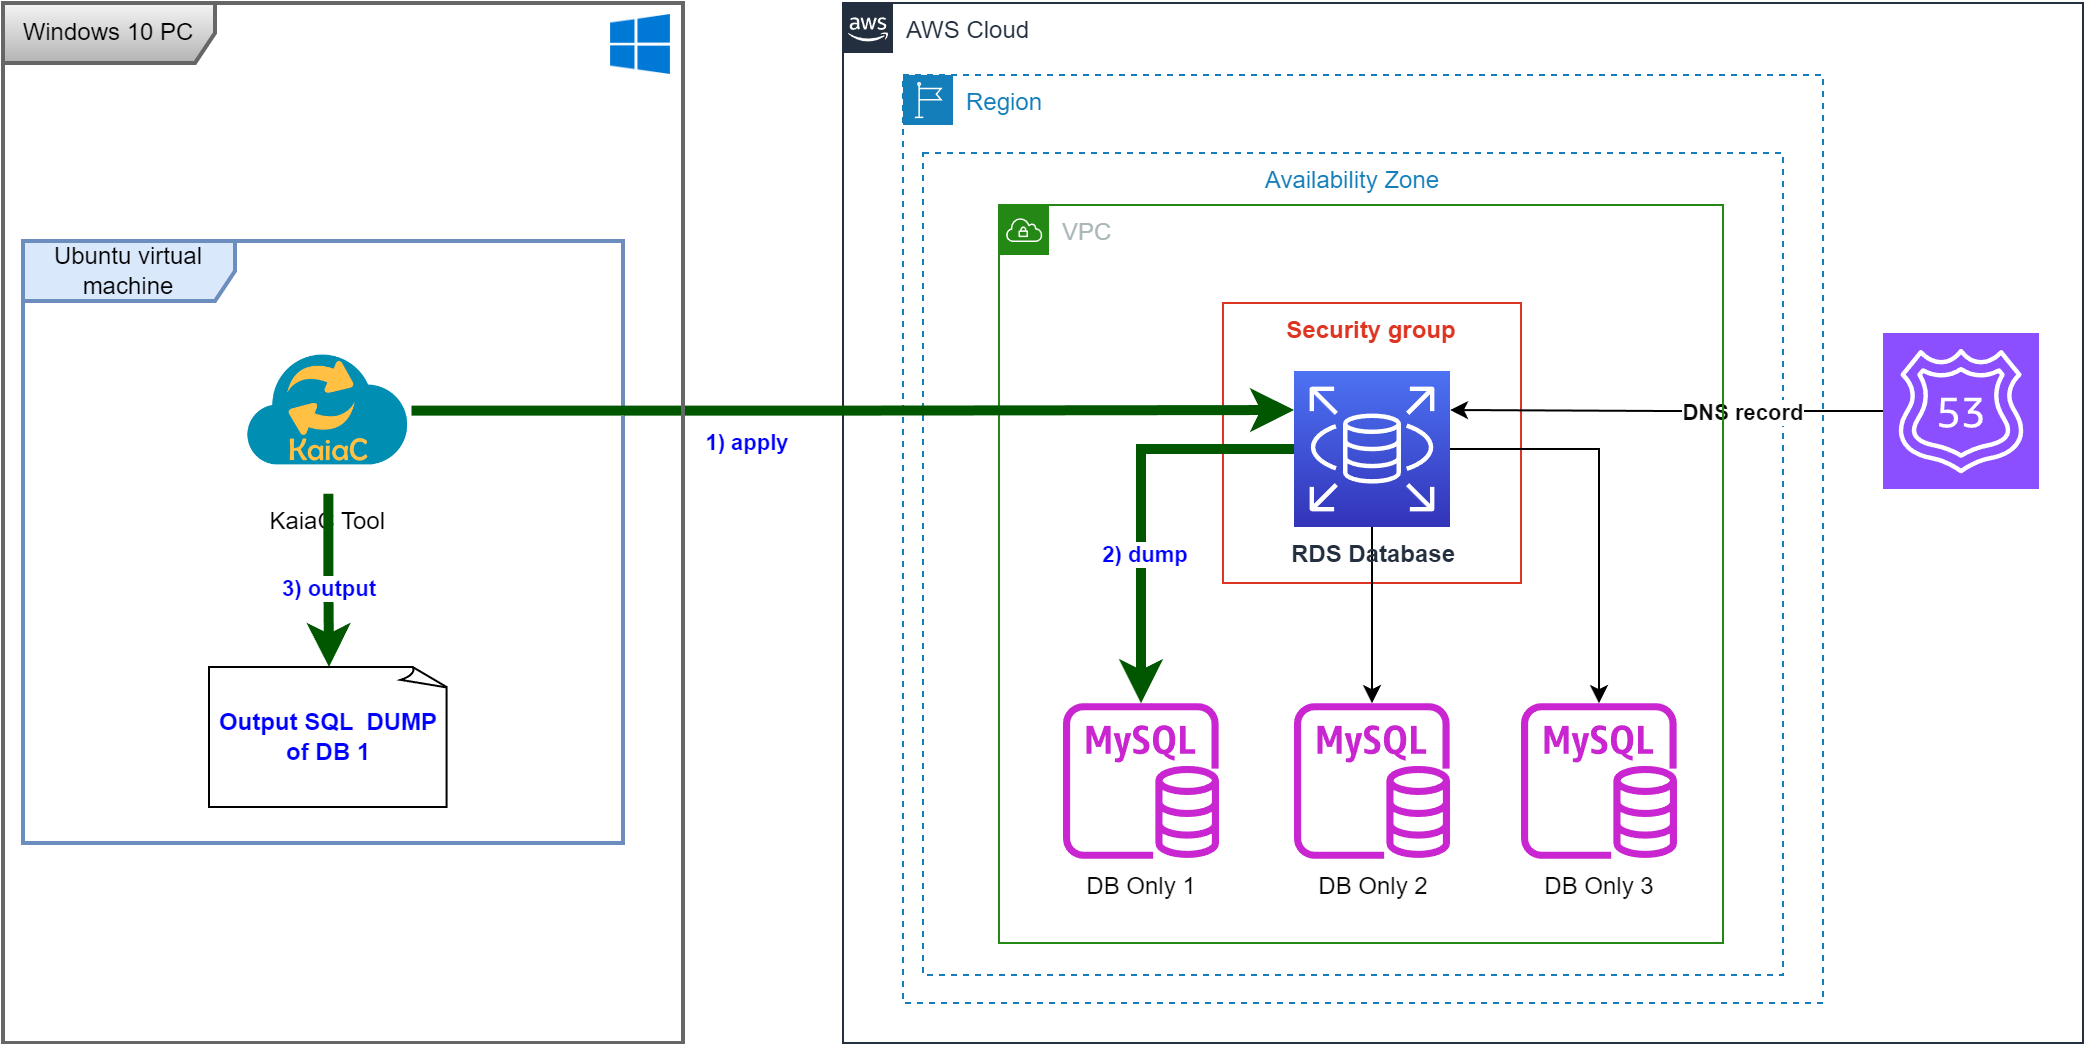 Windows 10 PC
aws
AWS Cloud
Region
Availability Zone
VPC
Ubuntu virtual
machine
Security group
KaiaC
1) apply
DNS record
53
KaiaC Tool
2) dump
RDS Database
3) output
Output SQL  DUMP
of DB 1
MySQL
MySQL
MySQL
DB Only 1
DB Only 2
DB Only 3